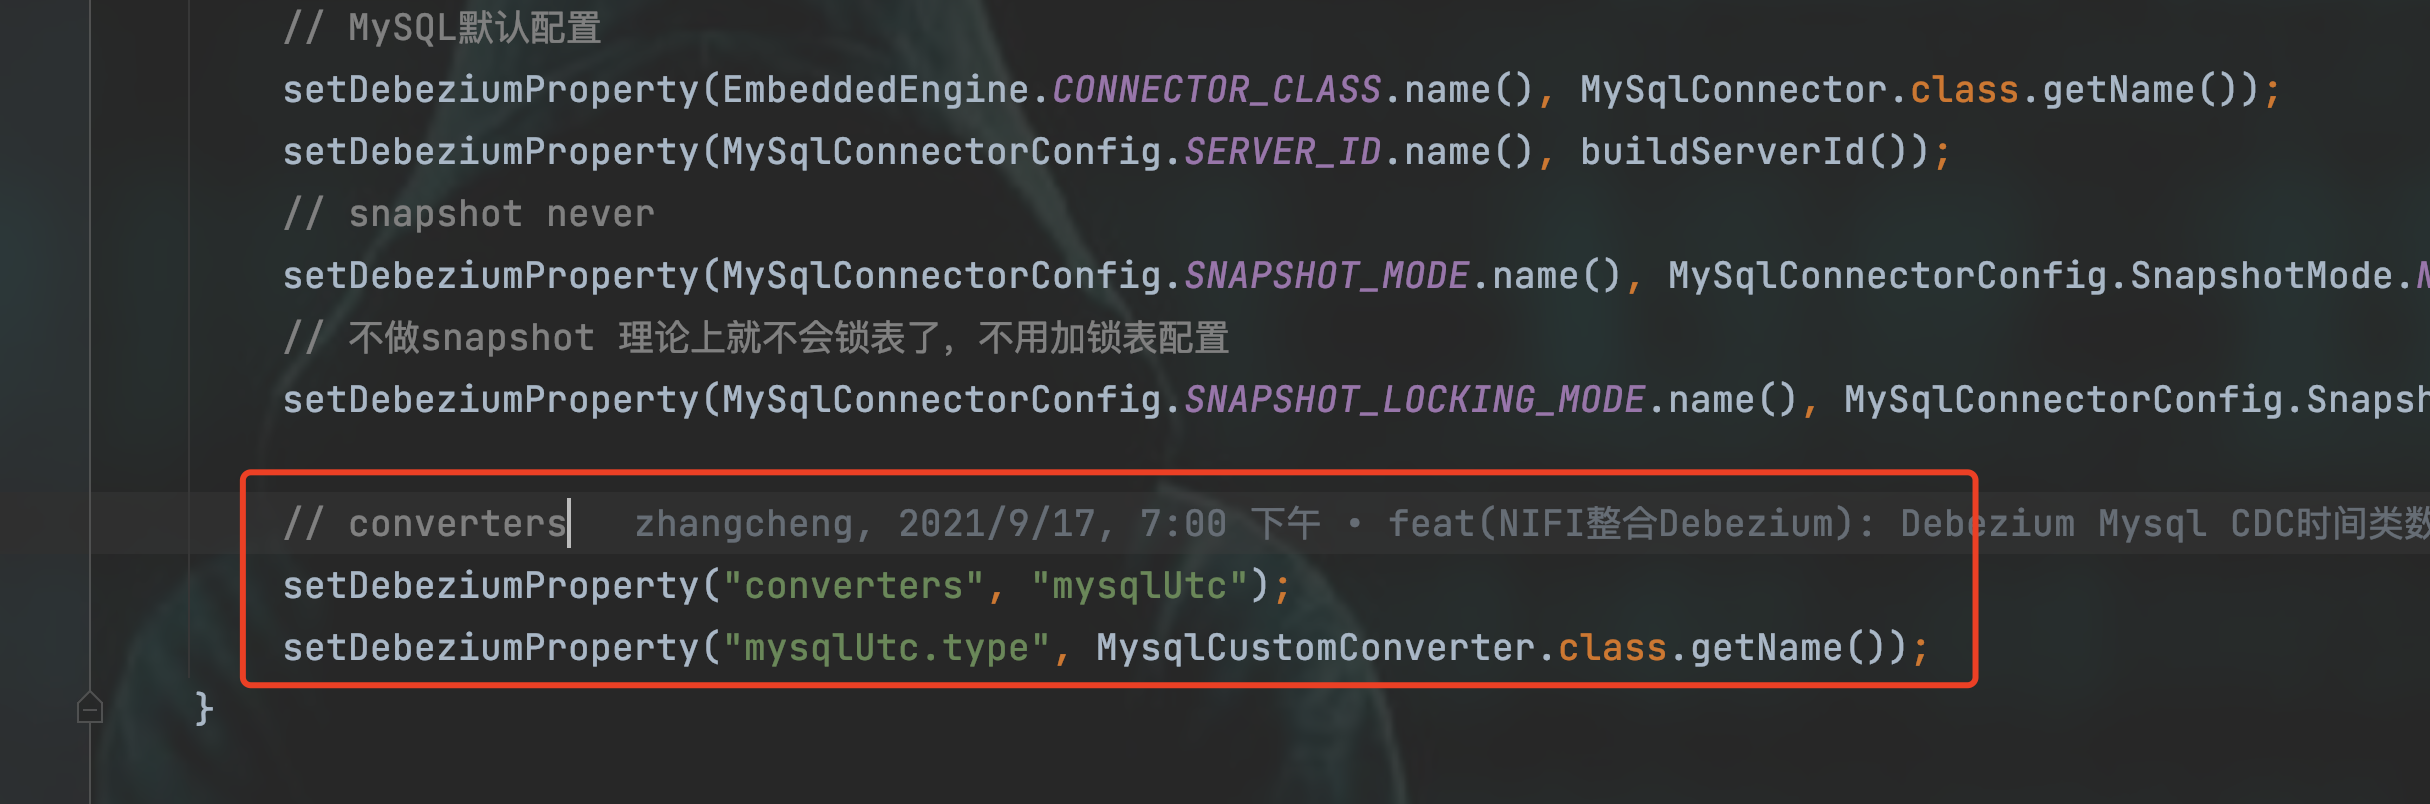 // MySQL默认配置
setDebeziumProperty(EmbeddedEngine.CONNECTOR_CLASS.name(), MySqlConnector.class.getName());
setDebeziumProperty(MySqlConnectorConfig.SERVER_ID.name(), buildServerId());
// snapshot never
setDebeziumProperty(MySqlConnectorConfig.SNAPSHOT_MODE.name(), MySqlConnectorConfig.SnapshotMode.
// 不做snapshot 理论上就不会锁表了，不用加锁表配置
setDebeziumProperty(MySqlConnectorConfig.SNAPSHOT_LOCKING_MODE.name(), MySqlConnectorConfig.Snapsh
// converters zhangcheng, 2021/9/17, 7:00 下午 • feat(NIFI整合Debezium): Debezium Mysql CDC时间类数
setDebeziumProperty("converters", "mysqlUtc");
setDebeziumProperty("mysqlUtc.type", MysqlCustomConverter.class.getName());
}